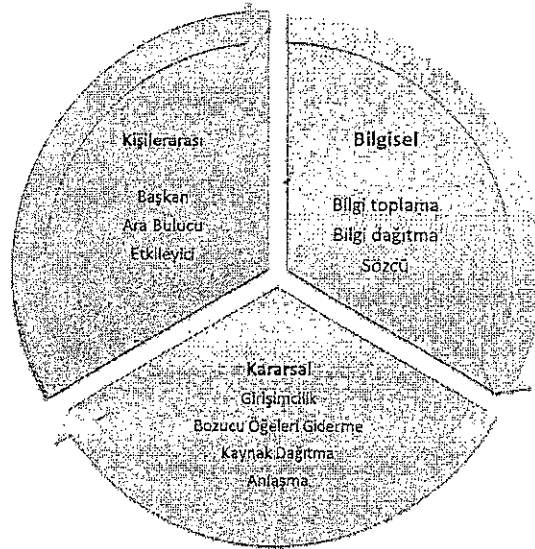 Kişilerarası
Başkan
Ara Bulucu
Etkileyici
Bilgisel
Bilgi toplama
Bilgi dağıtma
Sözcü
Kararsal
Girişimcilik
Bozucu Öğeleri Giderme
Kaynak Dağıtma
Anlaşma